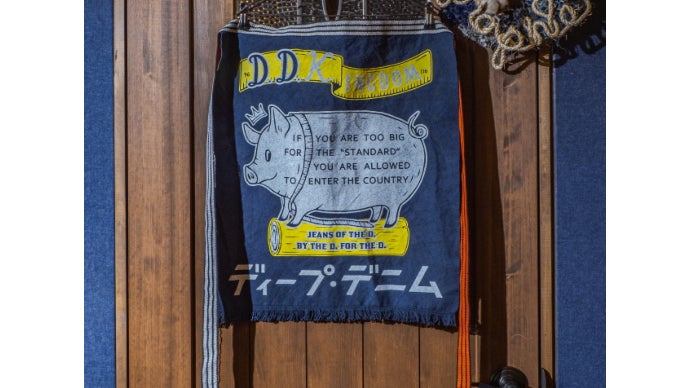 D.D.K
IF YOU ARE TOO BIG
FOR THE "STANDARD"
YOU ARE ALLOWED
TO ENTER THE COUNTRY!
JEANS OF THE D.
BY THE D. FOR THE D.
ディープ・デニム